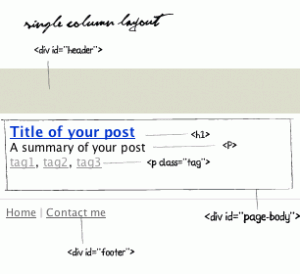 single column layout
<div id="header">
Title of your post <h1>
A summary of your post <P>
tag1, tag2, tag3 <p class="tag">
Home | Contact me <div id="page-body">
<div id="footer">